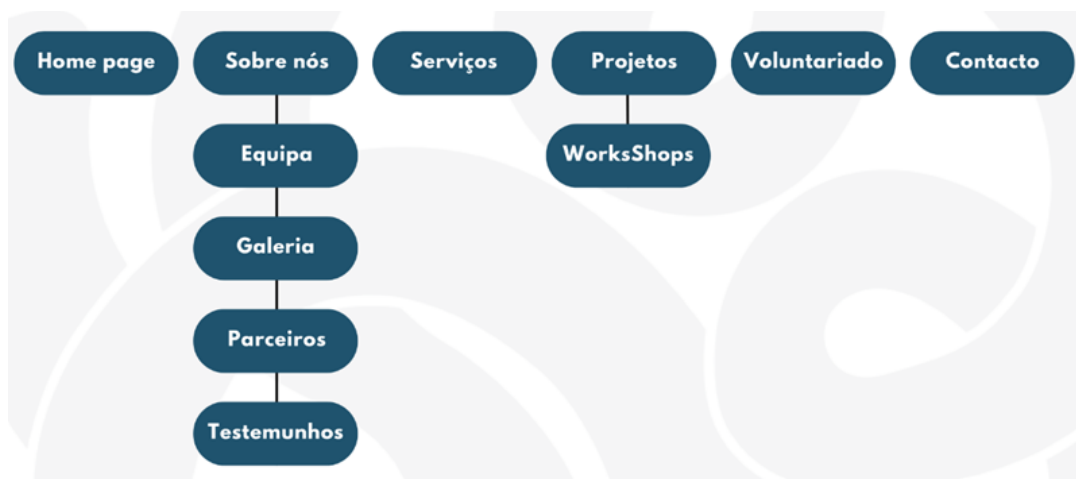 Home page
Sobre nós
Serviços
Projetos
Voluntariado
Contacto
Equipa
WorksShops
Galeria
Parceiros
Testemunhos